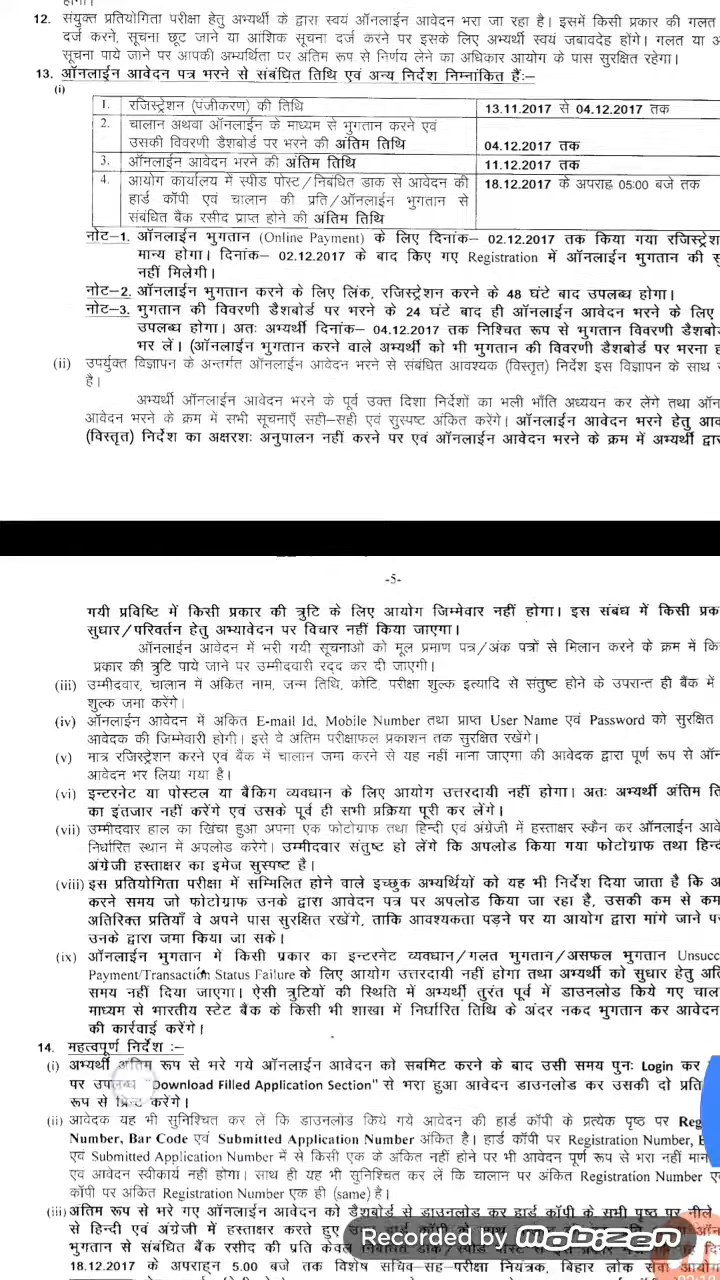 12. संयुक्त प्रतियोगिता परीक्षा हेतु अभ्यर्थी के द्वारा स्वयं ऑनलाईन आवेदन भरा जा रहा है। इसमें किसी प्रकार की गलत
दर्ज करने, सूचना छूट जाने या आंशिक सूचना दर्ज करने पर इसके लिए अभ्यर्थी स्वयं जबावदेह होंगे। गलत या अ
सूचना पाये जाने पर आपकी अभ्यर्थिता पर अंतिम रूप से निर्णय लेने का अधिकार आयोग के पास सुरक्षित रहेगा।
13. ऑनलाईन आवेदन पत्र भरने से संबंधित तिथि एवं अन्य निर्देश निम्नांकित हैं:–
(i)
1. रजिस्ट्रेशन (पंजीकरण) की तिथि 13.11.2017 से 04.12.2017 तक
2. चालान अथवा ऑनलाईन के माध्यम से भुगतान करने एवं
उसकी विवरणी डैशबोर्ड पर भरने की अंतिम तिथि 04.12.2017 तक
3. ऑनलाईन आवेदन भरने की अंतिम तिथि 11.12.2017 तक
4. आयोग कार्यालय में स्पीड पोस्ट/निबंधित डाक से आवेदन की 18.12.2017 के अपराह्न 05:00 बजे तक
हार्ड कॉपी एवं चालान की प्रति/ऑनलाईन भुगतान से
संबंधित बैंक रसीद प्राप्त होने की अंतिम तिथि
नोट–1. ऑनलाईन भुगतान (Online Payment) के लिए दिनांक– 02.12.2017 तक किया गया रजिस्ट्रेश
मान्य होगा। दिनांक– 02.12.2017 के बाद किए गए Registration में ऑनलाईन भुगतान की सु
नहीं मिलेगी।
नोट–2. ऑनलाईन भुगतान करने के लिए लिंक, रजिस्ट्रेशन करने के 48 घंटे बाद उपलब्ध होगा।
नोट–3. भुगतान की विवरणी डैशबोर्ड पर भरने के 24 घंटे बाद ही ऑनलाईन आवेदन भरने के लिए
उपलब्ध होगा। अतः अभ्यर्थी दिनांक– 04.12.2017 तक निश्चित रूप से भुगतान विवरणी डैशबो
भर लें। (ऑनलाईन भुगतान करने वाले अभ्यर्थी को भी भुगतान की विवरणी डैशबोर्ड पर भरना ह
(ii) उपर्युक्त विज्ञापन के अन्तर्गत ऑनलाईन आवेदन भरने से संबंधित आवश्यक (विस्तृत) निर्देश इस विज्ञापन के साथ
है।
अभ्यर्थी ऑनलाईन आवेदन भरने के पूर्व उक्त दिशा निर्देशों का भली भाँति अध्ययन कर लेंगे तथा ऑन
आवेदन भरने के क्रम में सभी सूचनाएँ सही–सही एवं सुस्पष्ट अंकित करेंगे। ऑनलाईन आवेदन भरने हेतु आव
(विस्तृत) निर्देश का अक्षरशः अनुपालन नहीं करने पर एवं ऑनलाईन आवेदन भरने के क्रम में अभ्यर्थी द्वार
-5-
गयी प्रविष्टि में किसी प्रकार की त्रुटि के लिए आयोग जिम्मेवार नहीं होगा। इस संबंध में किसी प्रक
सुधार/परिवर्तन हेतु अभ्यावेदन पर विचार नहीं किया जाएगा।
ऑनलाईन आवेदन में भरी गयी सूचनाओं को मूल प्रमाण पत्र/अंक पत्रों से मिलान करने के क्रम में कि
प्रकार की त्रुटि पाये जाने पर उम्मीदवारी रद्द कर दी जाएगी।
(iii) उम्मीदवार, चालान में अंकित नाम, जन्म तिथि, कोटि, परीक्षा शुल्क इत्यादि से संतुष्ट होने के उपरान्त ही बैंक में
शुल्क जमा करेंगे।
(iv) ऑनलाईन आवेदन में अंकित E-mail Id, Mobile Number तथा प्राप्त User Name एवं Password को सुरक्षित
आवेदक की जिम्मेवारी होगी। इसे वे अंतिम परीक्षाफल प्रकाशन तक सुरक्षित रखेंगे।
(v) मात्र रजिस्ट्रेशन करने एवं बैंक में चालान जमा करने से यह नहीं माना जाएगा की आवेदक द्वारा पूर्ण रूप से ऑन
आवेदन भर लिया गया है।
(vi) इन्टरनेट या पोस्टल या बैंकिग व्यवधान के लिए आयोग उत्तरदायी नहीं होगा। अतः अभ्यर्थी अंतिम ति
का इंतजार नहीं करेंगे एवं उसके पूर्व ही सभी प्रक्रिया पूरी कर लेंगे।
(vii) उम्मीदवार हाल का खिंचा हुआ अपना एक फोटोग्राफ तथा हिन्दी एवं अंग्रेजी में हस्ताक्षर स्कैन कर ऑनलाईन आवे
निर्धारित स्थान में अपलोड करेंगे। उम्मीदवार संतुष्ट हो लेंगे कि अपलोड किया गया फोटोग्राफ तथा हिन्द
अंग्रेजी हस्ताक्षर का इमेज सुस्पष्ट है।
(viii) इस प्रतियोगिता परीक्षा में सम्मिलित होने वाले इच्छुक अभ्यर्थियों को यह भी निर्देश दिया जाता है कि अ
करने समय जो फोटोग्राफ उनके द्वारा आवेदन पत्र पर अपलोड किया जा रहा है, उसकी कम से कम
अतिरिक्त प्रतियाँ वे अपने पास सुरक्षित रखेंगे, ताकि आवश्यकता पड़ने पर या आयोग द्वारा मांगे जाने प
उनके द्वारा जमा किया जा सके।
(ix) ऑनलाईन भुगतान में किसी प्रकार का इन्टरनेट व्यवधान/गलत भुगतान/असफल भुगतान Unsucc
Payment/Transaction Status Failure के लिए आयोग उत्तरदायी नहीं होगा तथा अभ्यर्थी को सुधार हेतु अति
समय नहीं दिया जाएगा। ऐसी त्रुटियों की स्थिति में अभ्यर्थी तुरंत पूर्व में डाउनलोड किये गए चाल
माध्यम से भारतीय स्टेट बैंक के किसी भी शाखा में निर्धारित तिथि के अंदर नकद भुगतान कर आवेदन
की कार्रवाई करेंगे।
14. महत्वपूर्ण निर्देश :–
(i) अभ्यर्थी अंतिम रूप से भरे गये ऑनलाईन आवेदन को सबमिट करने के बाद उसी समय पुनः Login कर
पर उपलब्ध "Download Filled Application Section" से भरा हुआ आवेदन डाउनलोड कर उसकी दो प्रति
रूप से प्रिन्ट करेंगे।
(ii) आवेदक यह भी सुनिश्चित कर लें कि डाउनलोड किये गये आवेदन की हार्ड कॉपी के प्रत्येक पृष्ठ पर Reg
Number, Bar Code एवं Submitted Application Number अंकित है। हार्ड कॉपी पर Registration Number, B
एवं Submitted Application Number में से किसी एक के अंकित नहीं होने पर भी आवेदन पूर्ण रूप से भरा नहीं मान
एवं आवेदन स्वीकार्य नहीं होगा। साथ ही यह भी सुनिश्चित कर लें कि चालान पर अंकित Registration Number ए
कॉपी पर अंकित Registration Number एक ही (same) है।
(iii) अंतिम रूप से भरे गए ऑनलाईन आवेदन को डैशबोर्ड से डाउनलोड कर हार्ड कॉपी के सभी पृष्ठ पर नीले
से हिन्दी एवं अंग्रेजी में हस्ताक्षर करते हुए
भुगतान से संबंधित बैंक रसीद की प्रति केवल
18.12.2017 के अपराह्न 5.00 बजे तक विशेष सचिव–सह–परीक्षा नियंत्रक, बिहार लोक सेवा आयोग
Recorded by mobizen